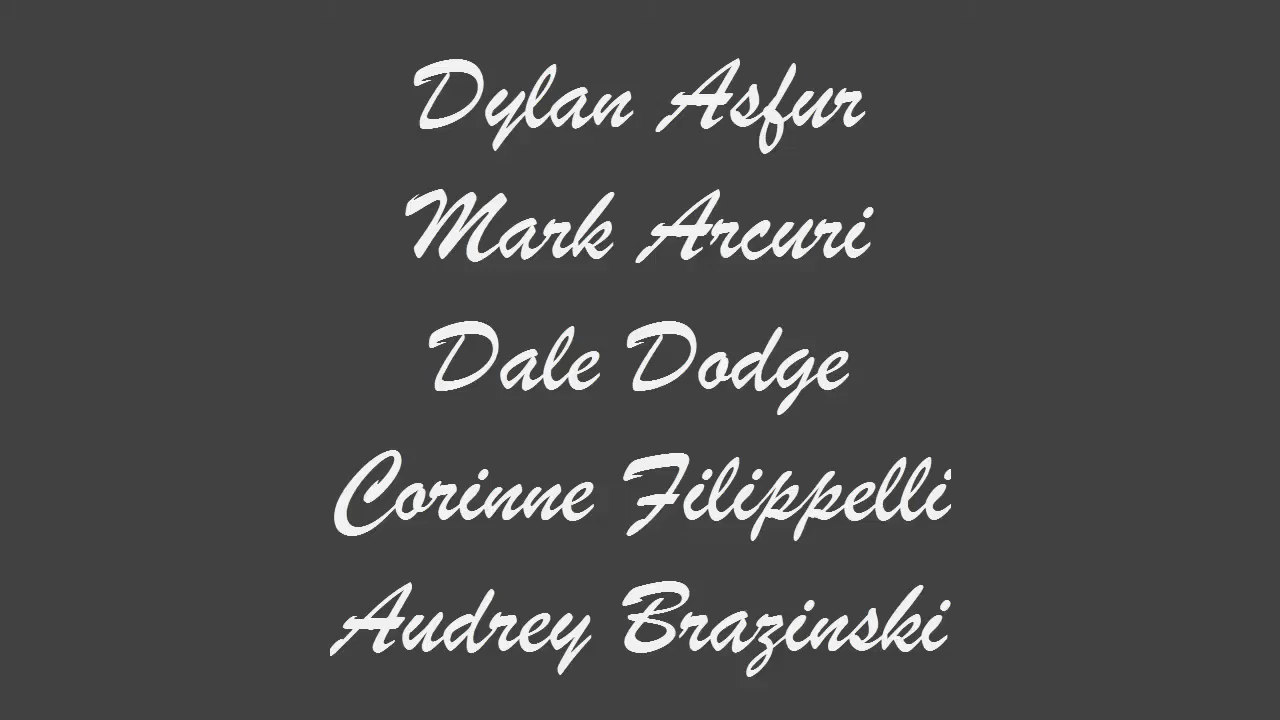 Dylan Asfur
Mark Arcuri
Dale Dodge
Corinne Filippelli
Audrey Brazinski